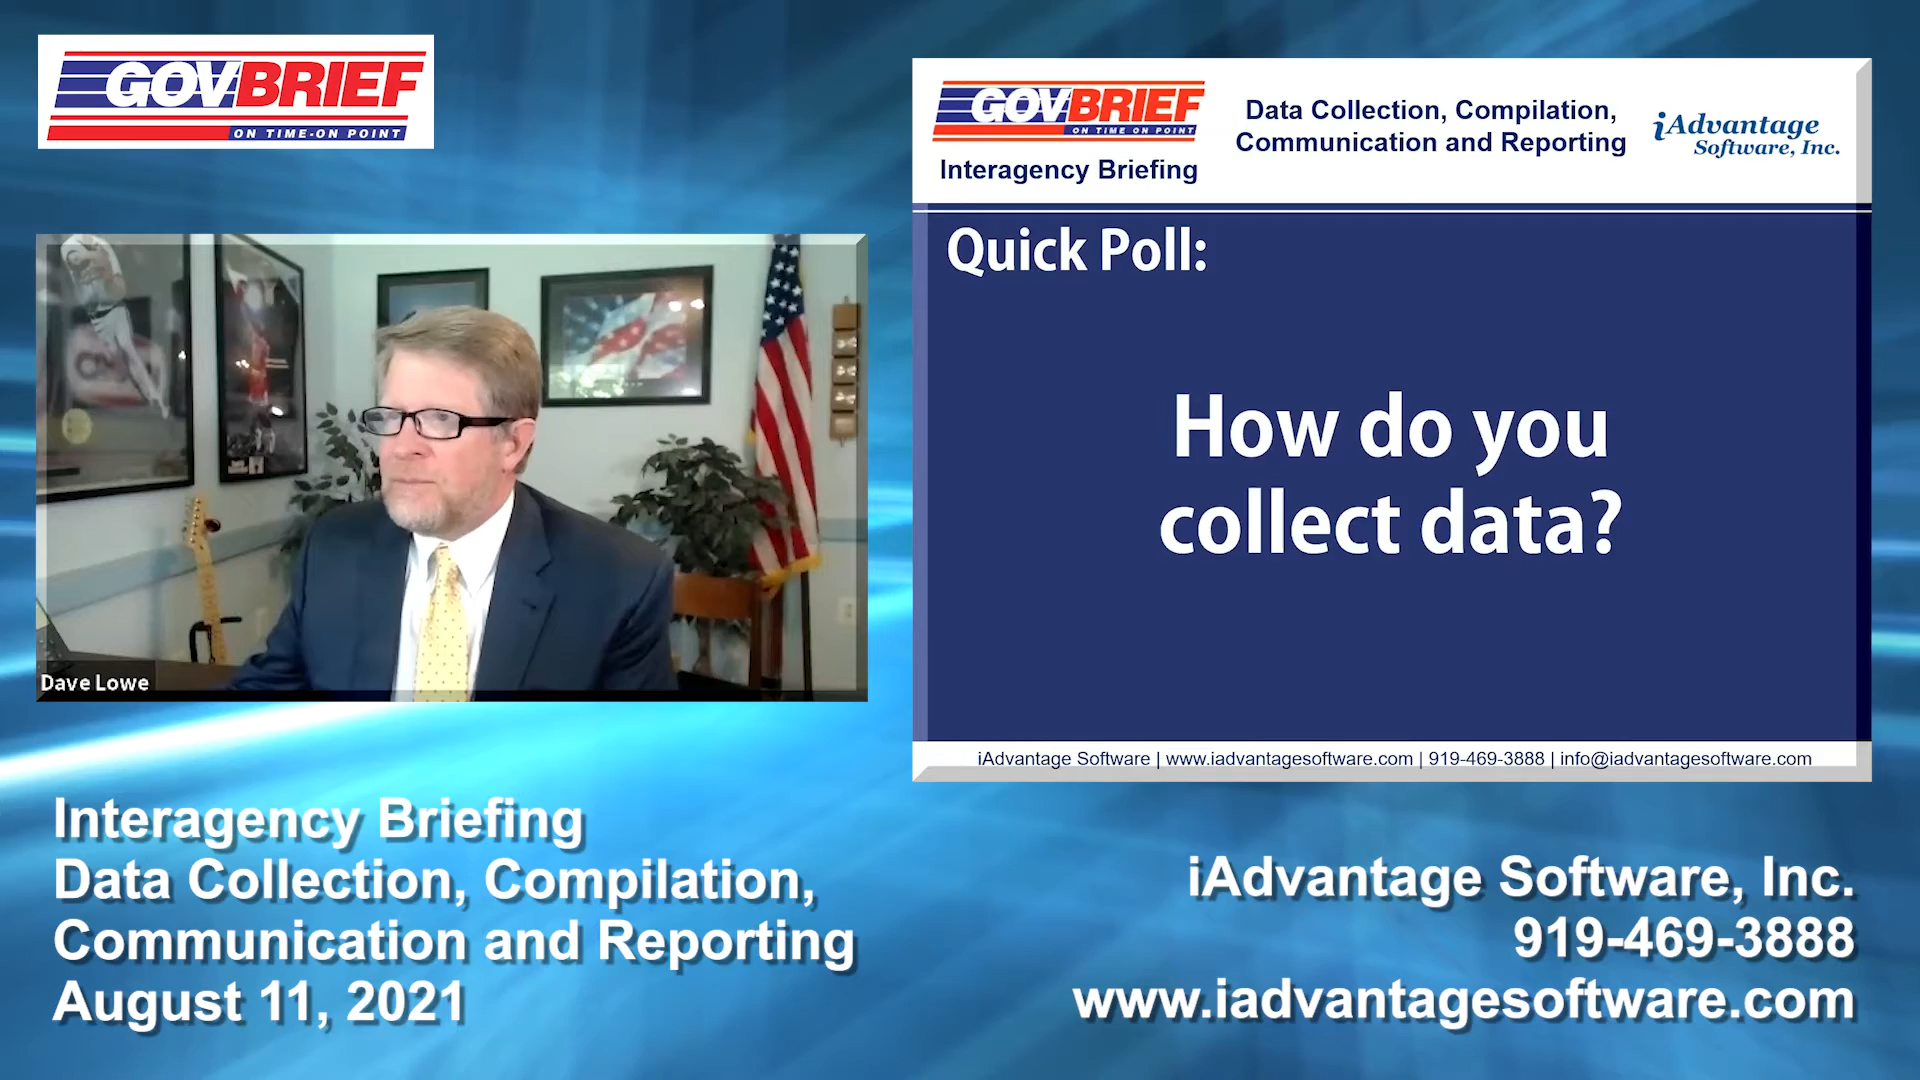 GOVBRIEF
ON TIME-ON POINT
Dave Lowe
GOVBRIEF
ON TIME ON POINT
Interagency Briefing
Data Collection, Compilation,
Communication and Reporting
iAdvantage
Software, Inc.
Quick Poll:
How do you
collect data?
iAdvantage Software | www.iadvantagesoftware.com | 919-469-3888 | info@iadvantagesoftware.com
Interagency Briefing
Data Collection, Compilation,
Communication and Reporting
August 11, 2021
iAdvantage Software, Inc.
919-469-3888
www.iadvantagesoftware.com